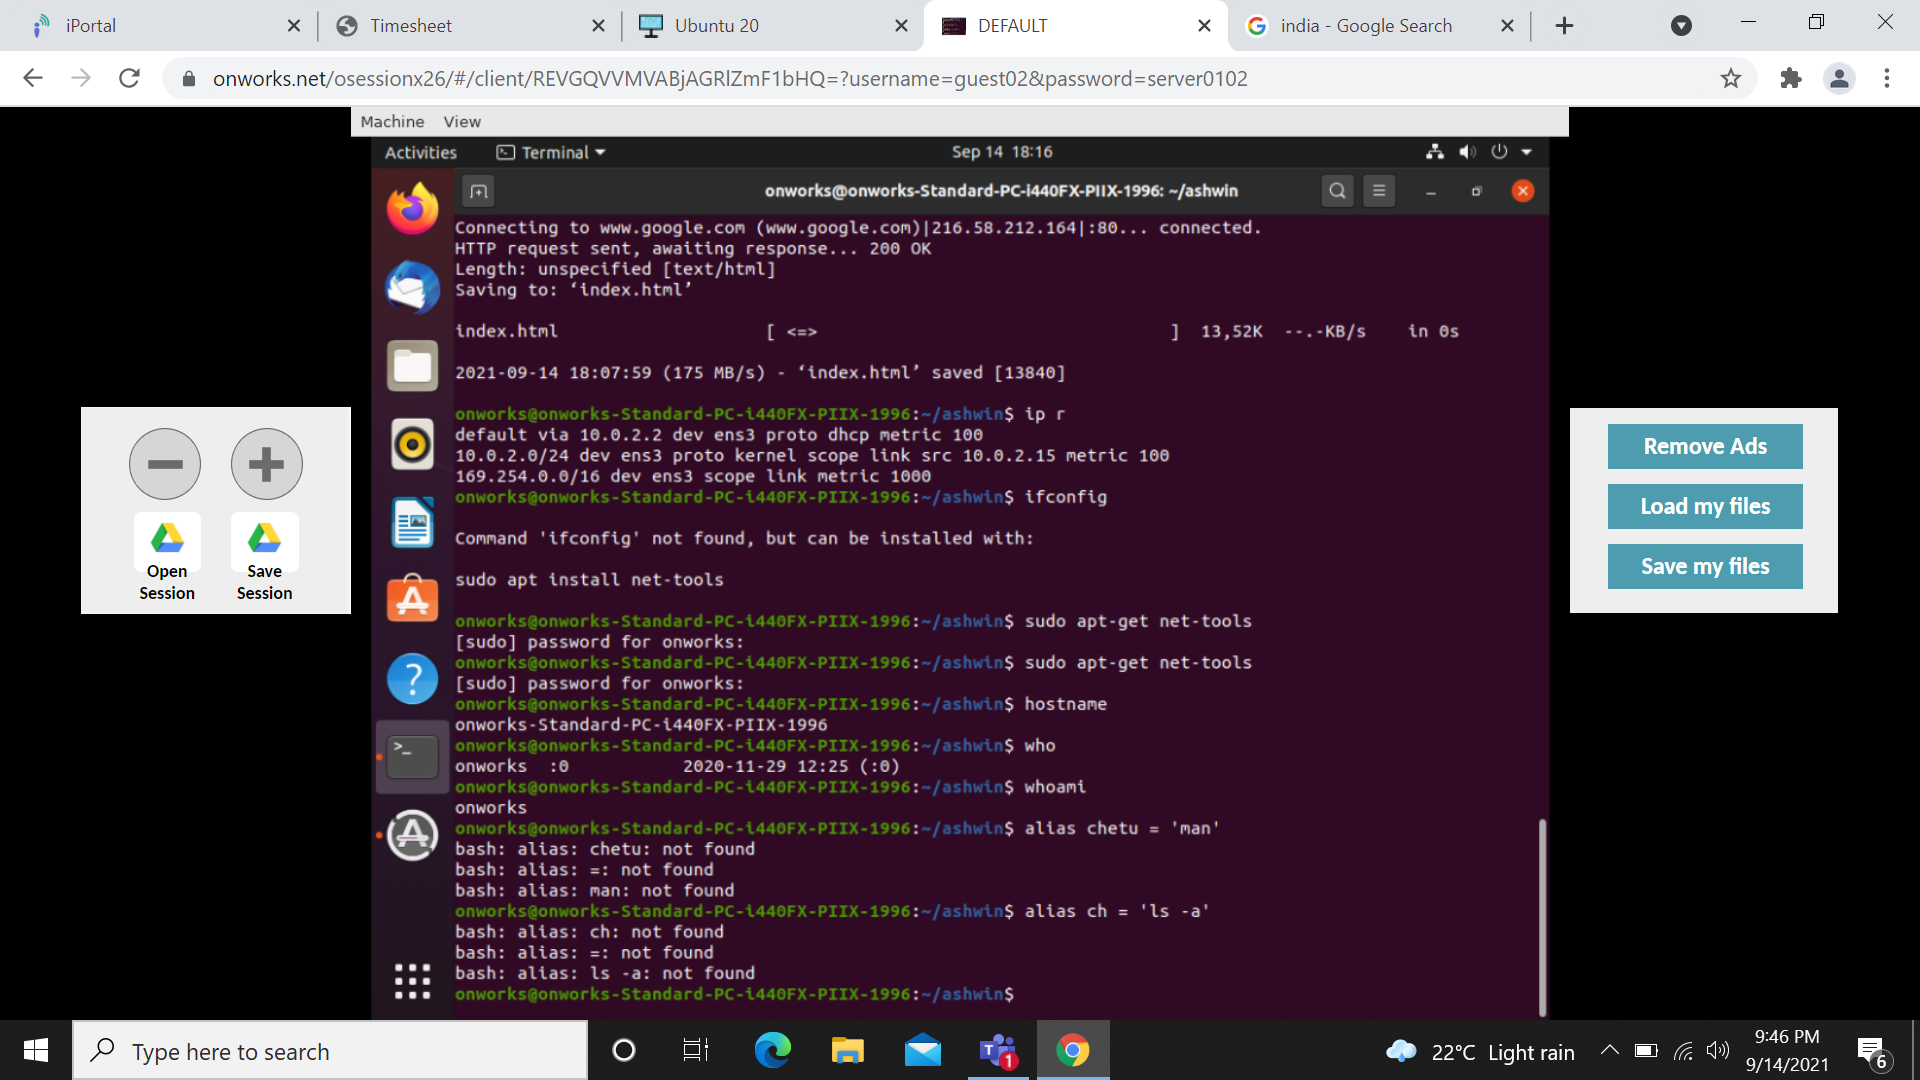 iPortal
Timesheet
Ubuntu 20
DEFAULT
india - Google Search
onworks.net/osessionx26/#/client/REVGQVVMVABjAGRlZmF1bHQ=?username=guest02&password=server0102
Machine View
Activities Terminal Sep 14 18:16
onworks@onworks-Standard-PC-i440FX-PIIX-1996: ~/ashwin
Connecting to www.google.com (www.google.com)|216.58.212.164|:80... connected.
HTTP request sent, awaiting response... 200 OK
Length: unspecified [text/html]
Saving to: ‘index.html’
index.html [ <=> ] 13,52K --.-KB/s in 0s
2021-09-14 18:07:59 (175 MB/s) - ‘index.html’ saved [13840]
onworks@onworks-Standard-PC-i440FX-PIIX-1996:~/ashwin$ ip r
default via 10.0.2.2 dev ens3 proto dhcp metric 100
10.0.2.0/24 dev ens3 proto kernel scope link src 10.0.2.15 metric 100
169.254.0.0/16 dev ens3 scope link metric 1000
onworks@onworks-Standard-PC-i440FX-PIIX-1996:~/ashwin$ ifconfig
Command 'ifconfig' not found, but can be installed with:
sudo apt install net-tools
onworks@onworks-Standard-PC-i440FX-PIIX-1996:~/ashwin$ sudo apt-get net-tools
[sudo] password for onworks:
onworks@onworks-Standard-PC-i440FX-PIIX-1996:~/ashwin$ sudo apt-get net-tools
[sudo] password for onworks:
onworks@onworks-Standard-PC-i440FX-PIIX-1996:~/ashwin$ hostname
onworks-Standard-PC-i440FX-PIIX-1996
onworks@onworks-Standard-PC-i440FX-PIIX-1996:~/ashwin$ who
onworks :0 2020-11-29 12:25 (:0)
onworks@onworks-Standard-PC-i440FX-PIIX-1996:~/ashwin$ whoami
onworks
onworks@onworks-Standard-PC-i440FX-PIIX-1996:~/ashwin$ alias chetu = 'man'
bash: alias: chetu: not found
bash: alias: =: not found
bash: alias: man: not found
onworks@onworks-Standard-PC-i440FX-PIIX-1996:~/ashwin$ alias ch = 'ls -a'
bash: alias: ch: not found
bash: alias: =: not found
bash: alias: ls -a: not found
onworks@onworks-Standard-PC-i440FX-PIIX-1996:~/ashwin$
Open
Session
Save
Session
Remove Ads
Load my files
Save my files
Type here to search
1
22°C Light rain
9:46 PM
9/14/2021
6